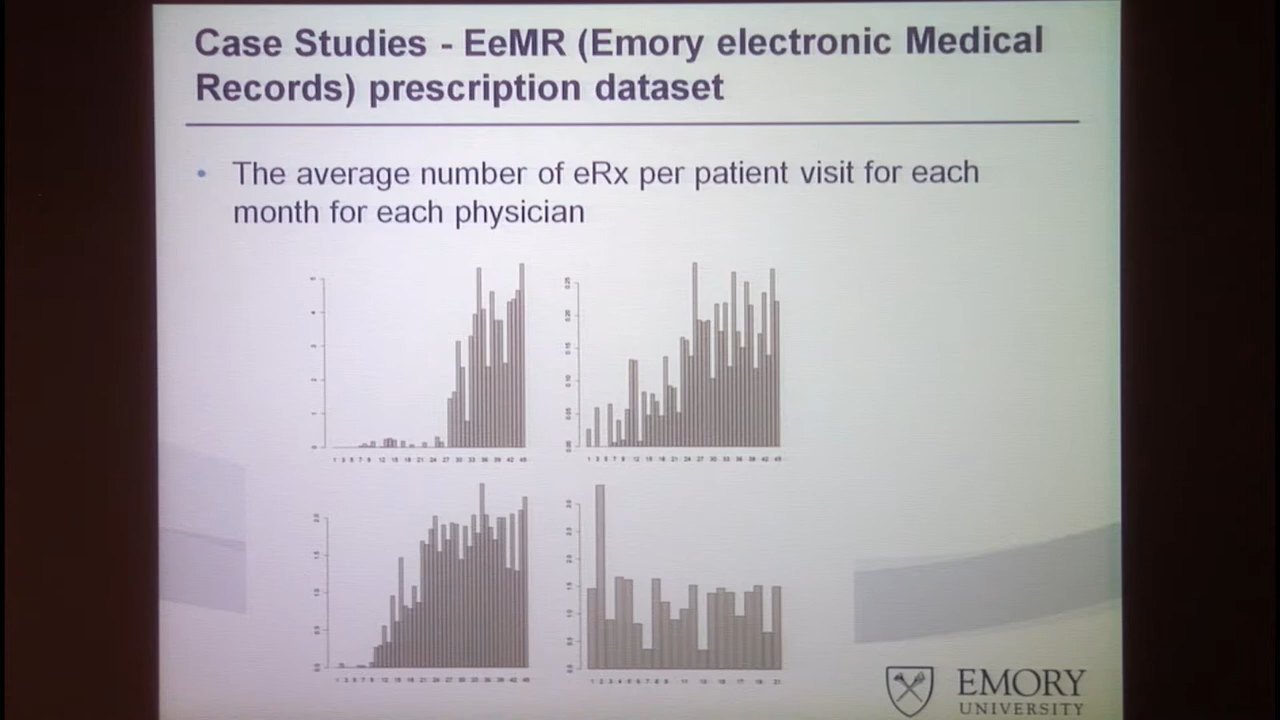 Case Studies - EeMR (Emory electronic Medical
Records) prescription dataset
• The average number of eRx per patient visit for each
month for each physician
EMORY
UNIVERSITY